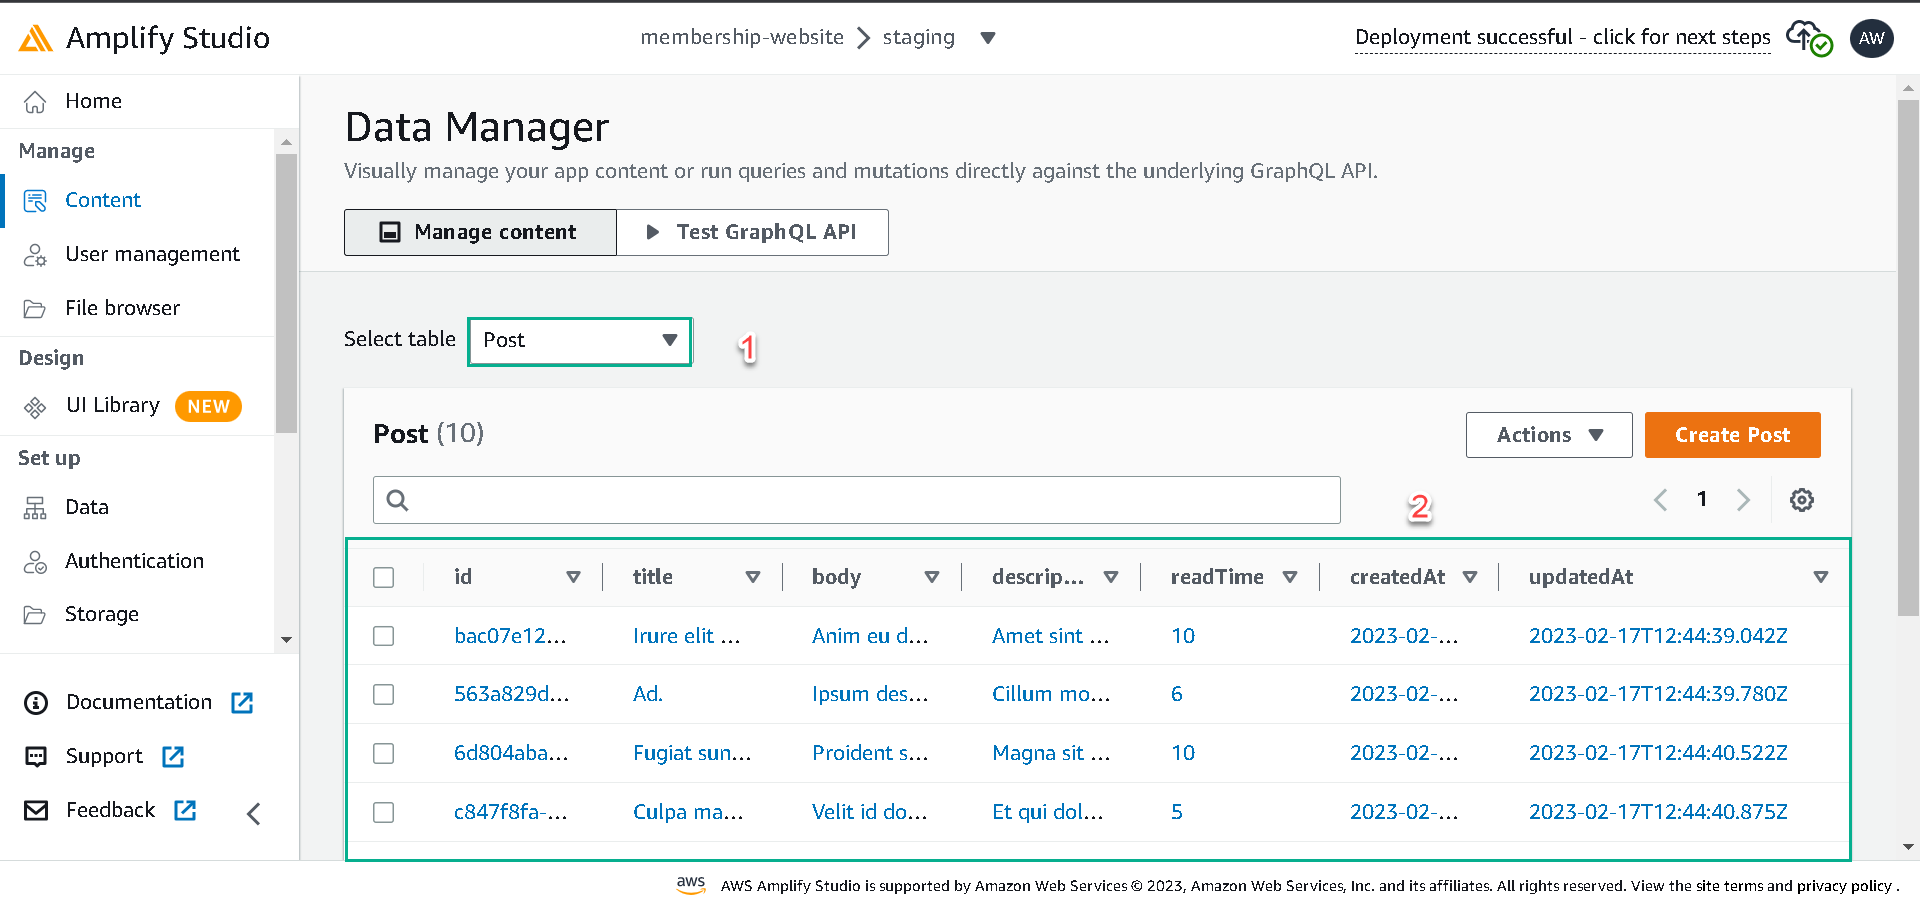 Amplify Studio
membership-website staging
Deployment successful - click for next steps
AW
Home
Manage
Content
User management
File browser
Design
UI Library NEW
Set up
Data
Authentication
Storage
Documentation
Support
Feedback
Data Manager
Visually manage your app content or run queries and mutations directly against the underlying GraphQL API.
Manage content Test GraphQL API
Select table Post 1
Post (10) Actions Create Post
1
2
id title body descrip... readTime createdAt updatedAt
bac07e12... Irure elit ... Anim eu d... Amet sint ... 10 2023-02-... 2023-02-17T12:44:39.042Z
563a829d... Ad. Ipsum des... Cillum mo... 6 2023-02-... 2023-02-17T12:44:39.780Z
6d804aba... Fugiat sun... Proident s... Magna sit ... 10 2023-02-... 2023-02-17T12:44:40.522Z
c847f8fa-... Culpa ma... Velit id do... Et qui dol... 5 2023-02-... 2023-02-17T12:44:40.875Z
aws AWS Amplify Studio is supported by Amazon Web Services © 2023, Amazon Web Services, Inc. and its affiliates. All rights reserved. View the site terms and privacy policy .